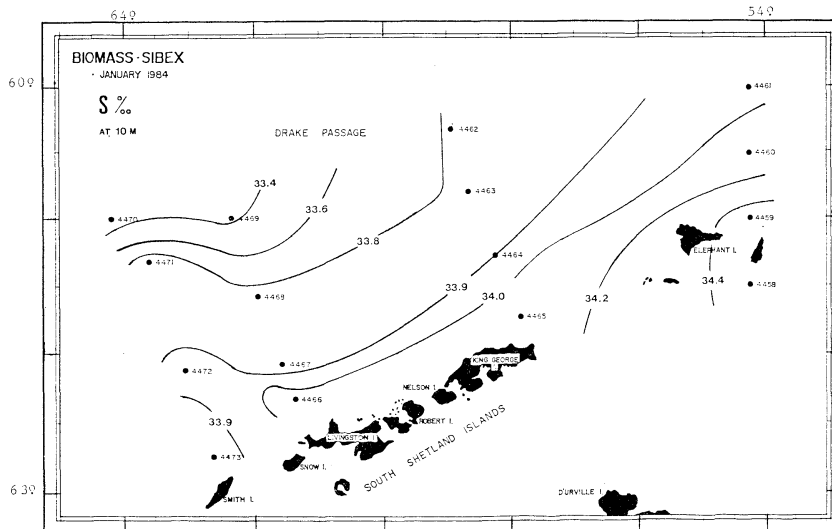 64º
54º
60º
63º
BIOMASS-SIBEX
· JANUARY 1984
S ‰
AT 10 M
DRAKE PASSAGE
4461
4462
4460
4463
33.4
33.6
4470
4469
4459
33.8
ELEPHANT I.
4464
4471
34.4
4458
33.9
34.0
34.2
4468
4465
KING GEORGE
4467
4472
NELSON I.
4466
33.9
ROBERT I.
LIVINGSTON I
SOUTH SHETLAND ISLANDS
4473
SNOW I.
SMITH I.
D'URVILLE I.